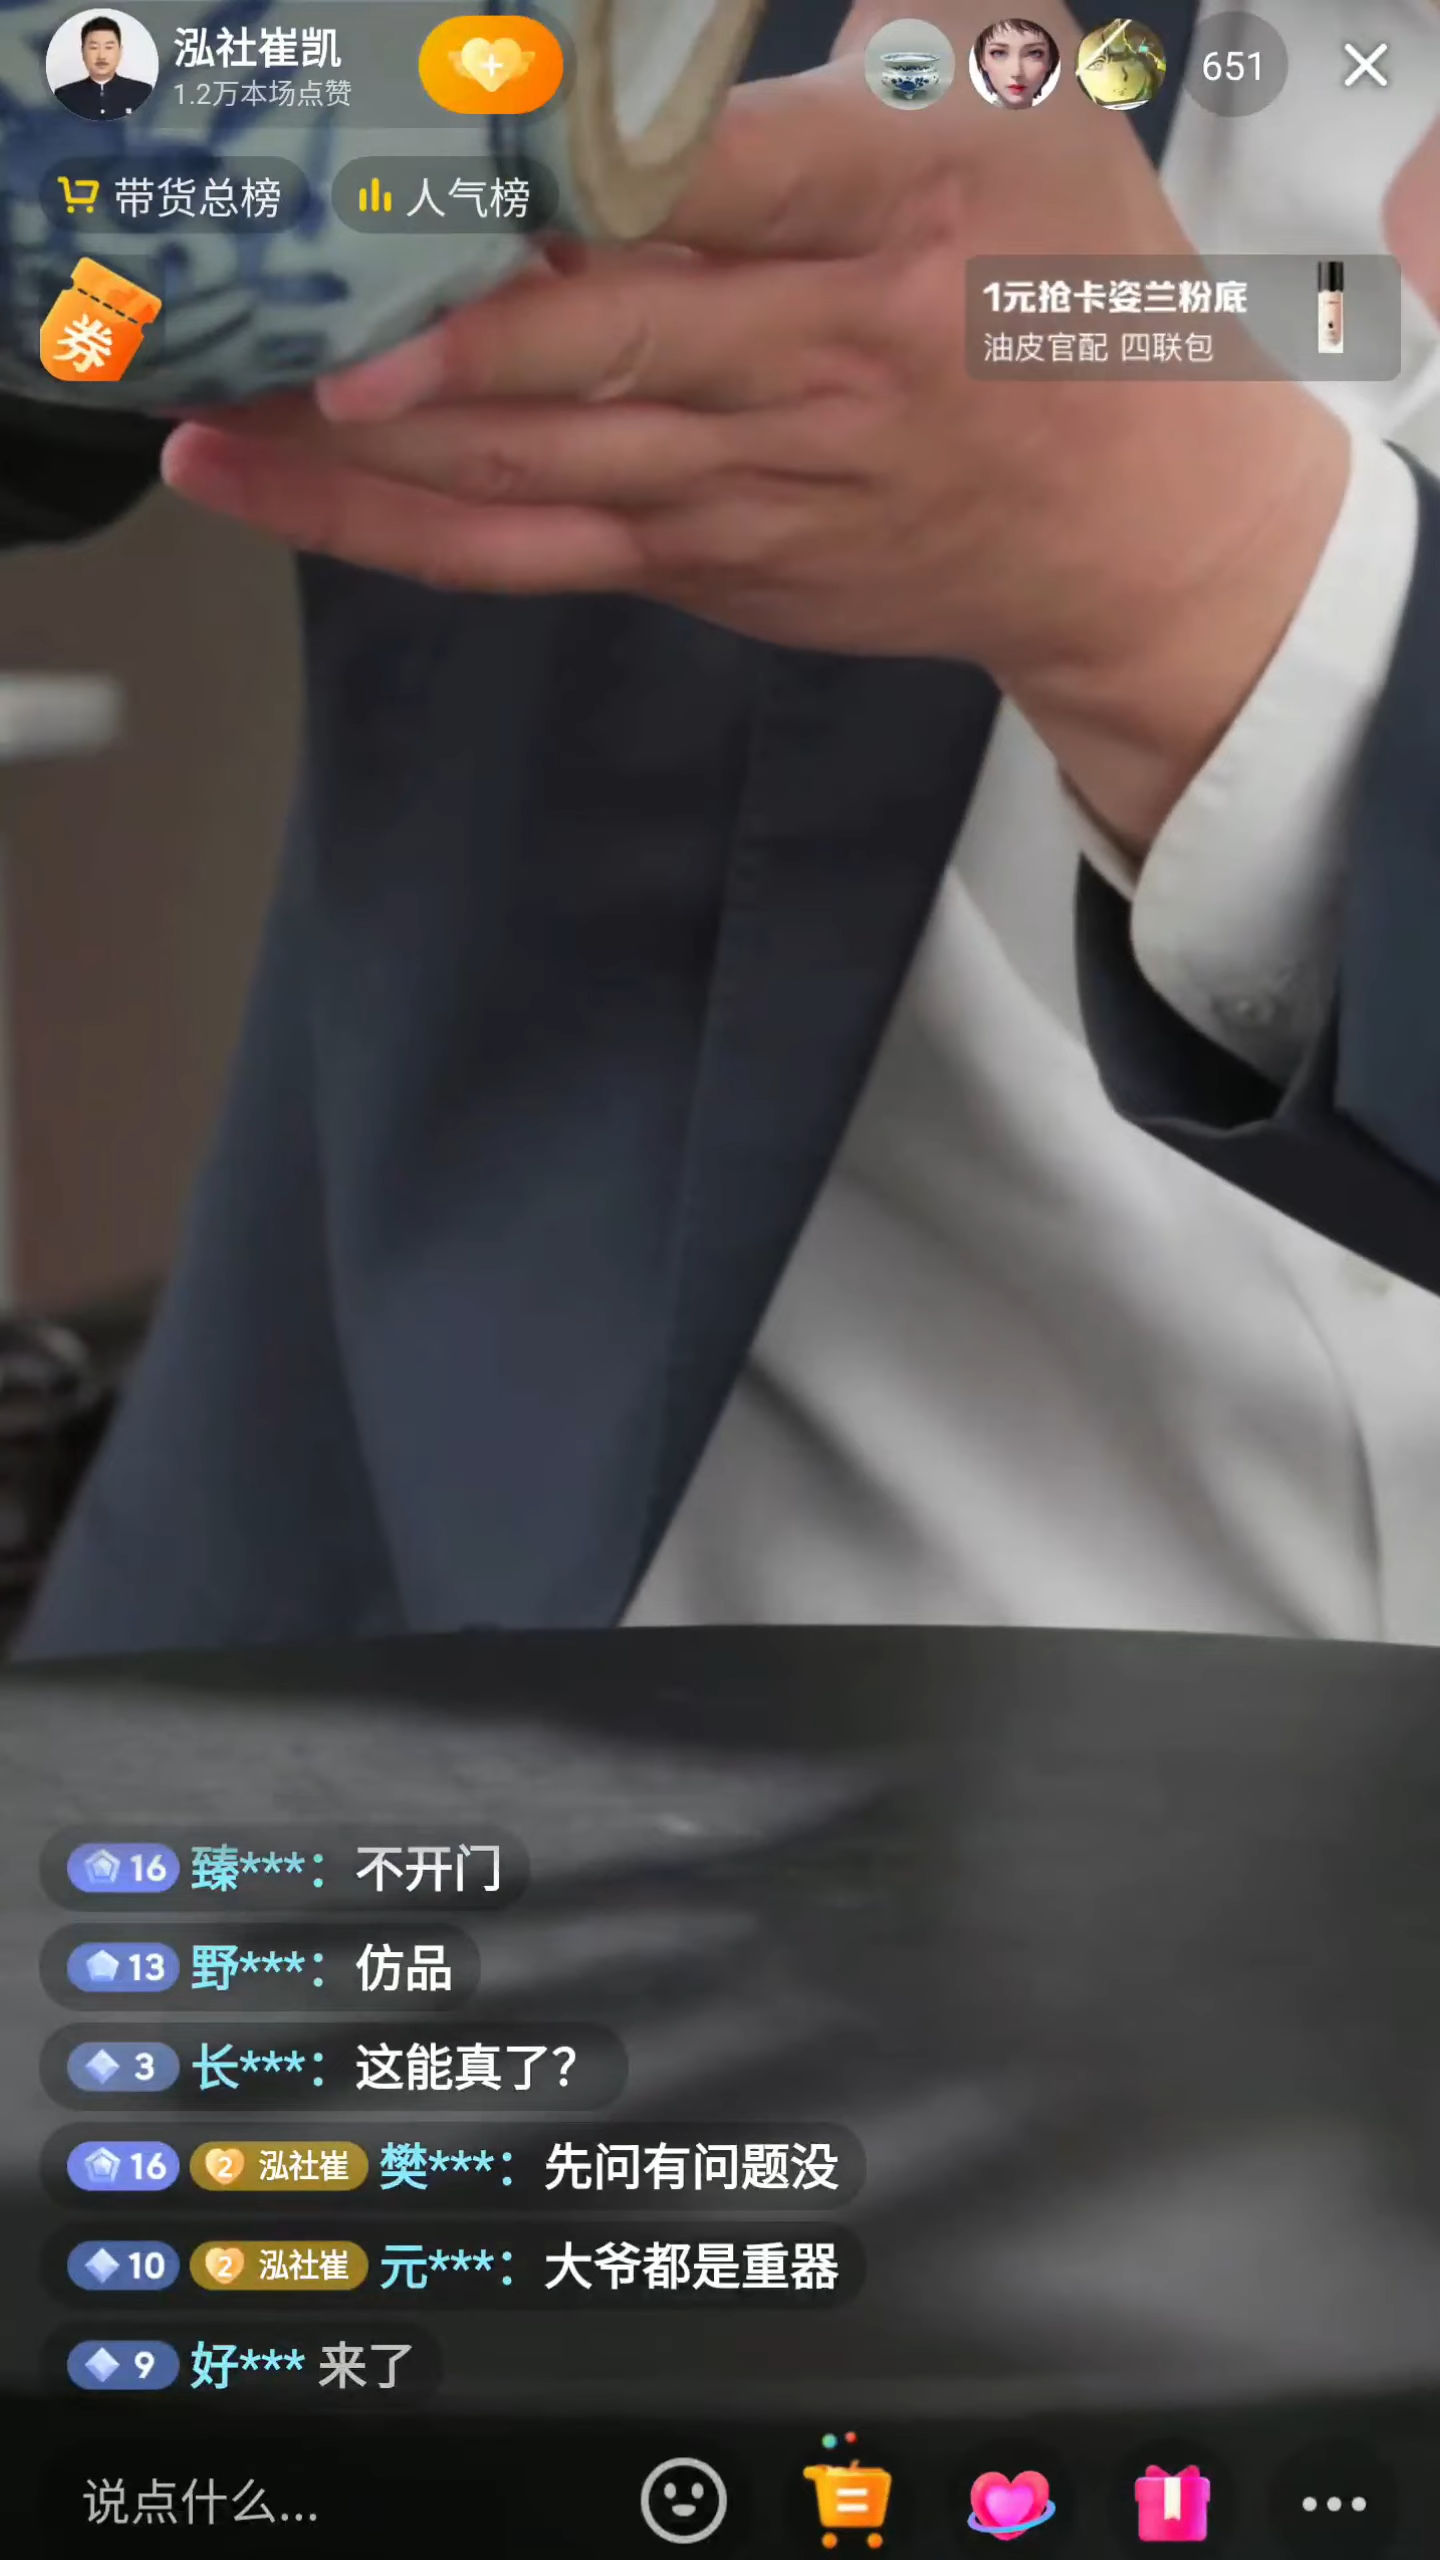 泓社崔凯
1.2万本场点赞
651
带货总榜
人气榜
券
1元抢卡姿兰粉底
油皮官配 四联包
16 臻***：不开门
13 野***：仿品
3 长***：这能真了？
16 2 泓社崔 樊***：先问有问题没
10 2 泓社崔 元***：大爷都是重器
9 好*** 来了
说点什么...